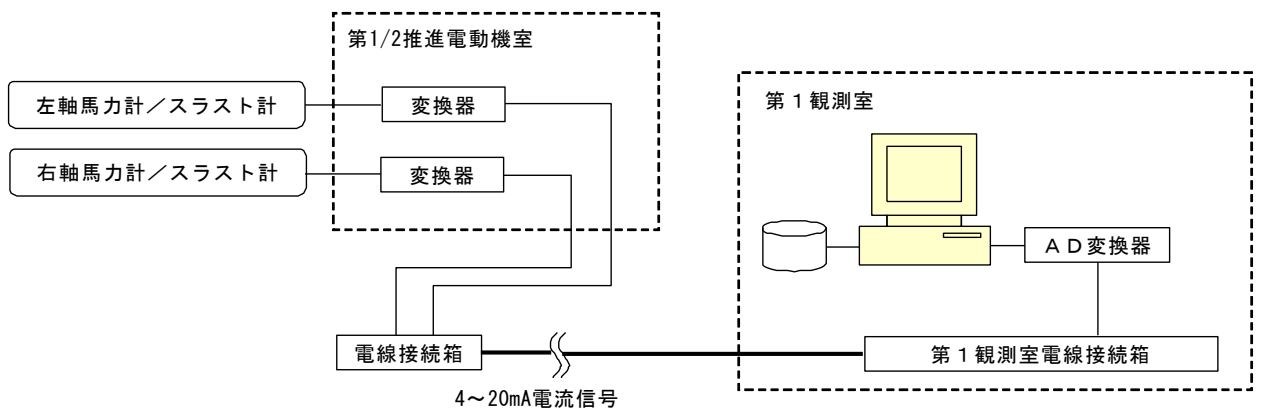 第1/2推進電動機室
左軸馬力計／スラスト計
変換器
右軸馬力計／スラスト計
変換器
電線接続箱
4～20mA電流信号
第１観測室
ＡＤ変換器
第１観測室電線接続箱